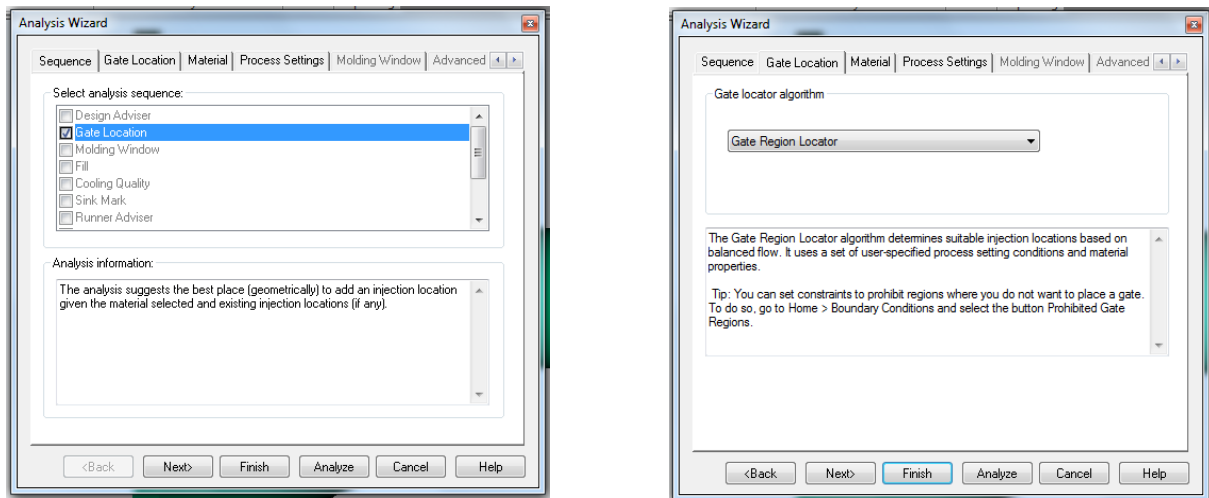 Analysis Wizard
Sequence Gate Location Material Process Settings Molding Window Advanced
Select analysis sequence:
Design Adviser
Gate Location
Molding Window
Fill
Cooling Quality
Sink Mark
Runner Adviser
Analysis information:
The analysis suggests the best place (geometrically) to add an injection location
given the material selected and existing injection locations (if any).
<Back Next> Finish Analyze Cancel Help
Analysis Wizard
Sequence Gate Location Material Process Settings Molding Window Advanced
Gate locator algorithm
Gate Region Locator
The Gate Region Locator algorithm determines suitable injection locations based on
balanced flow. It uses a set of user-specified process setting conditions and material
properties.
Tip: You can set constraints to prohibit regions where you do not want to place a gate.
To do so, go to Home > Boundary Conditions and select the button Prohibited Gate
Regions.
<Back Next> Finish Analyze Cancel Help